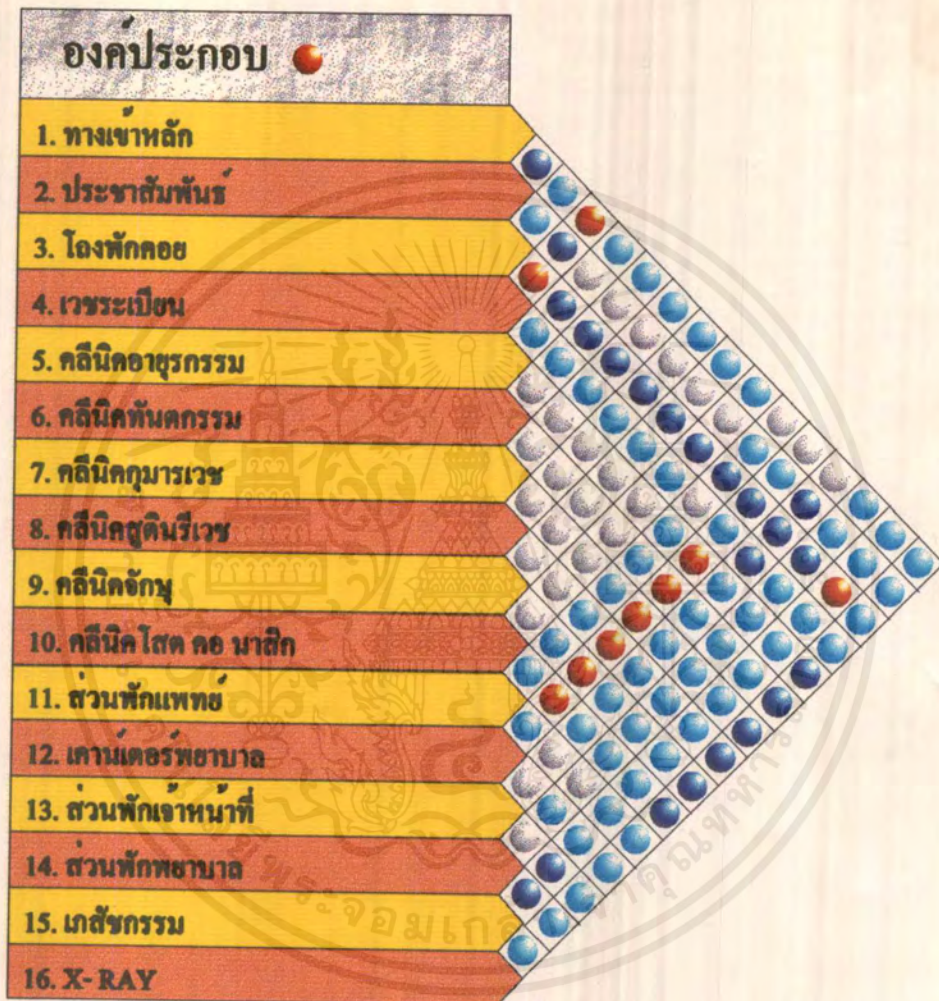 องค์ประกอบ
1. ทางเข้าหลัก
2. ประชาสัมพันธ์
3. โถงพักคอย
4. เวชระเบียน
5. คลีนิคอายุรกรรม
6. คลีนิคทันตกรรม
7. คลีนิคกุมารเวช
8. คลีนิคสูตินรีเวช
9. คลีนิคจักษุ
10. คลีนิคโสต คอ นาสิก
11. ส่วนพักแพทย์
12. เคาน์เตอร์พยาบาล
13. ส่วนพักเจ้าหน้าที่
14. ส่วนพักพยาบาล
15. เภสัชกรรม
16. X- RAY